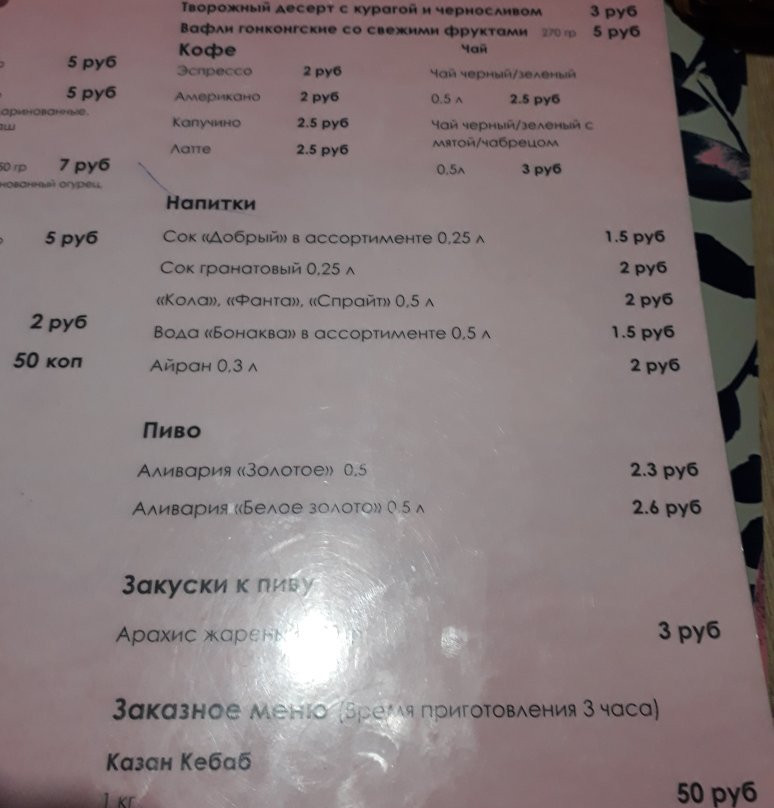 Творожный десерт с курагой и черносливом 3 руб
Вафли гонконгские со свежими фруктами 270 гр 5 руб
5 руб
5 руб
7 руб
50 гр
огурец,
5 руб
2 руб
50 коп
Кофе
Эспрессо 2 руб
Американо 2 руб
Капучино 2.5 руб
Латте 2.5 руб
Чай
Чай черный/зеленый
0.5 л 2.5 руб
Чай черный/зеленый с
мятой/чабрецом
0,5л 3 руб
Напитки
Сок «Добрый» в ассортименте 0,25 л 1.5 руб
Сок гранатовый 0,25 л 2 руб
«Кола», «Фанта», «Спрайт» 0,5 л 2 руб
Вода «Бонаква» в ассортименте 0,5 л 1.5 руб
Айран 0,3 л 2 руб
Пиво
Аливария «Золотое» 0,5 2.3 руб
Аливария «Белое золото» 0.5 л 2.6 руб
Закуски к пиву
Арахис 3 руб
Заказное меню (Время приготовления 3 часа)
Казан Кебаб
1 кг 50 руб